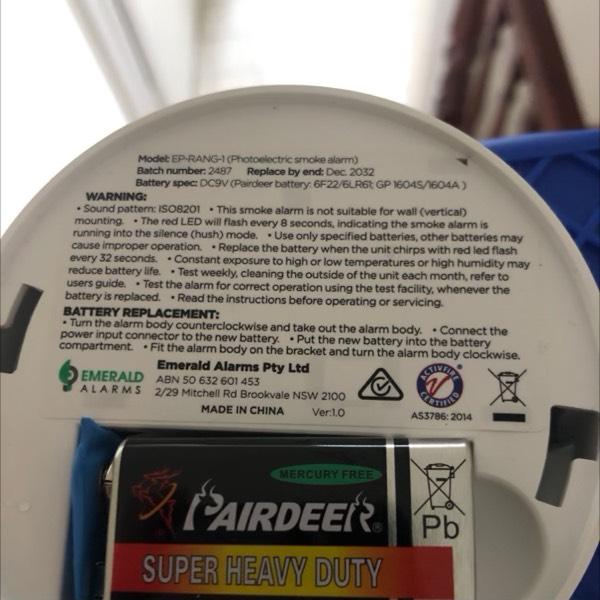 Model: EP-RANG-1 (Photoelectric smoke alarm)
Batch number: 2487 Replace by end: Dec. 2032
Battery spec: DC9V (Pairdeer battery: 6F22/6LR61; GP 1604S/1604A )
WARNING:
• Sound pattern: ISO8201 • This smoke alarm is not suitable for wall (vertical)
mounting. • The red LED will flash every 8 seconds, indicating the smoke alarm is
running into the silence (hush) mode. • Use only specified batteries, other batteries may
cause improper operation. • Replace the battery when the unit chirps with red led flash
every 32 seconds. • Constant exposure to high or low temperatures or high humidity may
reduce battery life. • Test weekly, cleaning the outside of the unit each month, refer to
users guide. • Test the alarm for correct operation using the test facility, whenever the
battery is replaced. • Read the instructions before operating or servicing.
BATTERY REPLACEMENT:
• Turn the alarm body counterclockwise and take out the alarm body. • Connect the
power input connector to the new battery. • Put the new battery into the battery
compartment. • Fit the alarm body on the bracket and turn the alarm body clockwise.
EMERALD
ALARMS
Emerald Alarms Pty Ltd
ABN 50 632 601 453
2/29 Mitchell Rd Brookvale NSW 2100
MADE IN CHINA Ver:1.0
ACTIVFIRE
CERTIFIED
AS3786: 2014
MERCURY FREE
PAIRDEER®
Pb
SUPER HEAVY DUTY